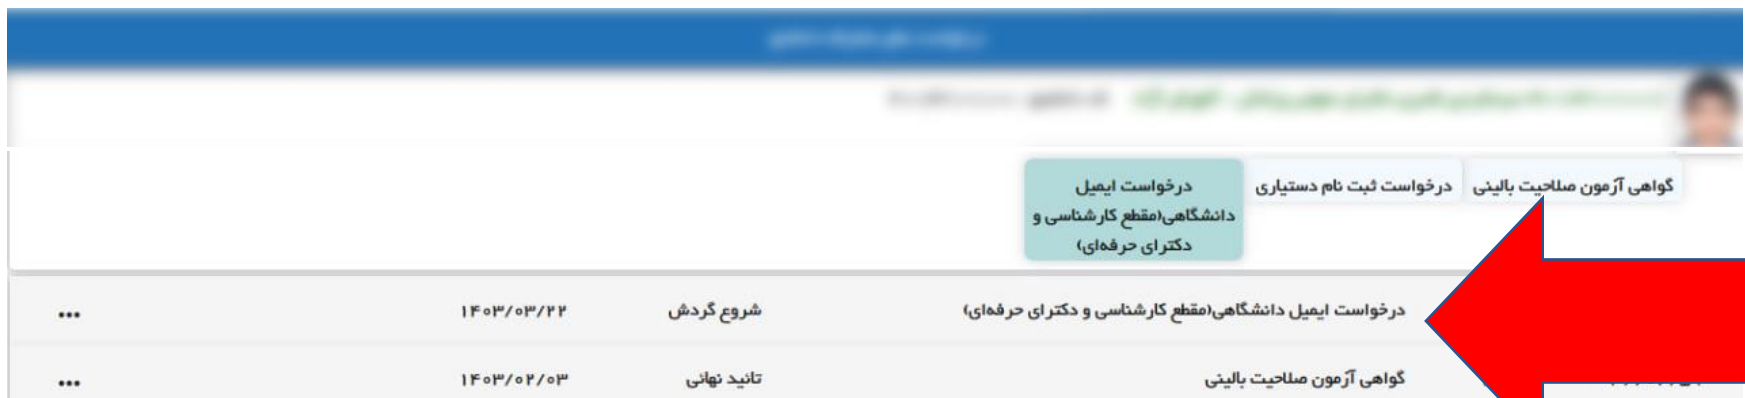 گواهی آزمون صلاحیت بالینی
درخواست ثبت نام دستیاری
درخواست ایمیل
دانشگاهی(مقطع کارشناسی و
دکترای حرفه‌ای)
درخواست ایمیل دانشگاهی(مقطع کارشناسی و دکترای حرفه‌ای) شروع گردش ۱۴۰۳/۰۳/۲۲ ...
گواهی آزمون صلاحیت بالینی تائید نهائی ۱۴۰۳/۰۲/۰۳ ...